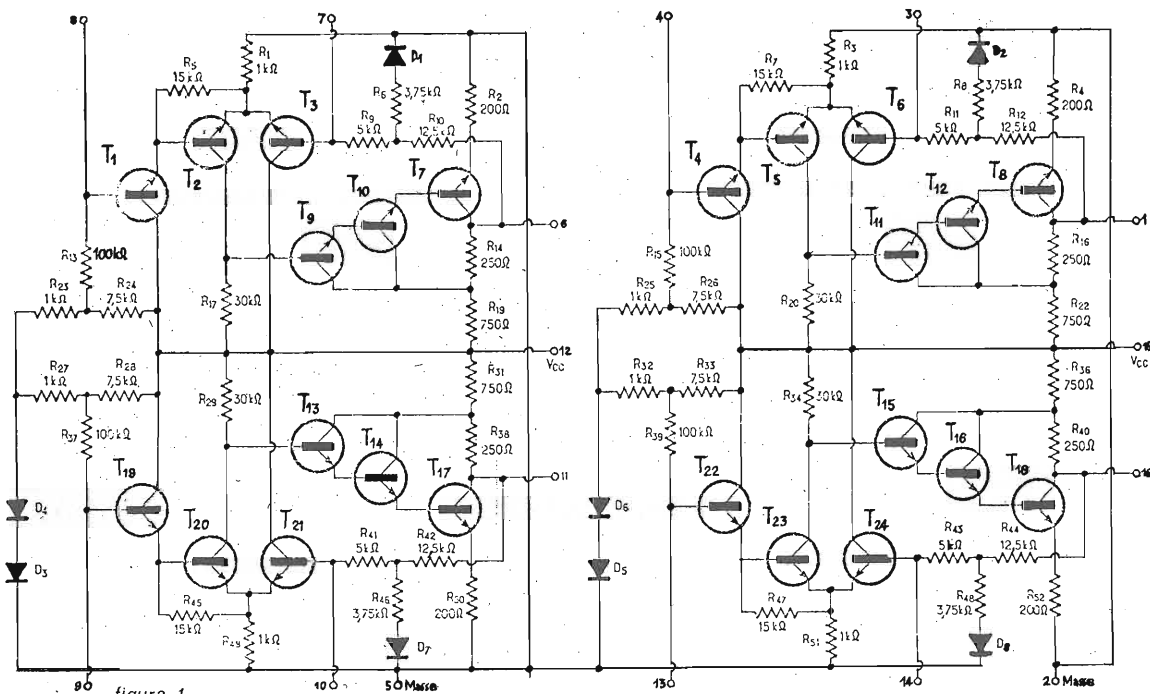 8
7
4
3
R1
1kΩ
R5
15kΩ
D1
R6
3,75kΩ
R2
200Ω
T3
R9
5kΩ
R10
12,5kΩ
T1
T2
T10
T7
T9
6
R13
100kΩ
R14
250Ω
R23
1kΩ
R24
7,5kΩ
R17
30kΩ
R19
750Ω
12
Vcc
R27
1kΩ
R28
7,5kΩ
R29
30kΩ
R31
750Ω
R37
100kΩ
T13
T14
R38
250Ω
T19
T17
11
D4
T20
T21
R41
5kΩ
R42
12,5kΩ
D3
R45
15kΩ
R46
3,75kΩ
R50
200Ω
R49
1kΩ
D7
9
10
5
Masse
figure 1
R3
1kΩ
R7
15kΩ
D2
R8
3,75kΩ
R4
200Ω
T6
R11
5kΩ
R12
12,5kΩ
T4
T5
T12
T8
T11
1
R15
100kΩ
R16
250Ω
R25
1kΩ
R26
7,5kΩ
R20
30kΩ
R22
750Ω
Vcc
R32
1kΩ
R33
7,5kΩ
R34
30kΩ
R36
750Ω
R39
100kΩ
T15
T16
R40
250Ω
T22
T18
D6
T23
T24
R43
5kΩ
R44
12,5kΩ
D5
R47
15kΩ
R48
3,75kΩ
R52
200Ω
R51
1kΩ
D8
13
14
2
Masse